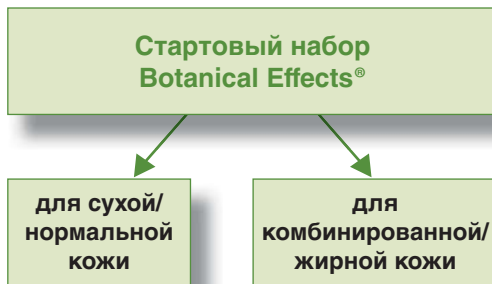 Стартовый набор
Botanical Effects®
для сухой/
нормальной
кожи
для
комбинированной/
жирной кожи